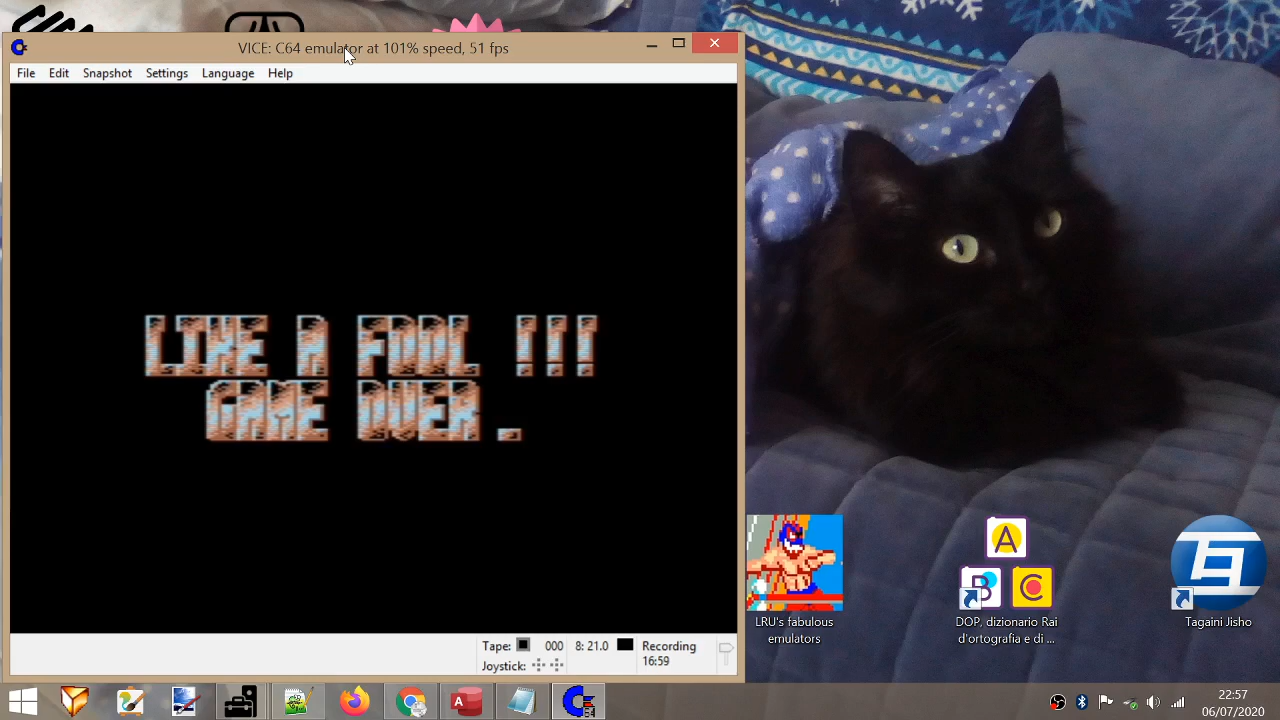 VICE: C64 emulator at 101% speed, 51 fps
File Edit Snapshot Settings Language Help
LIKE A FOOL !!!
GAME OVER.
Tape: 000 8: 21.0 Recording
Joystick: 16:59
A
B C
LRU's fabulous
emulators
DOP, dizionario Rai
d'ortografia e di ...
Tagaini Jisho
22:57
06/07/2020